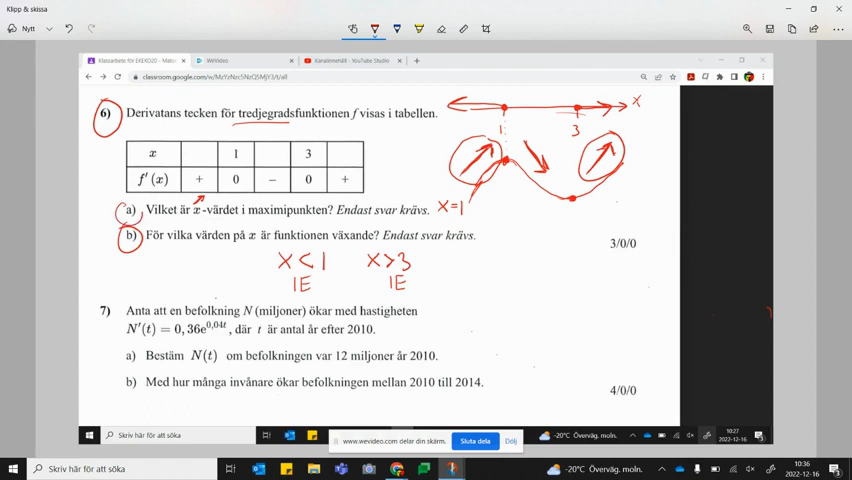 Klipp & skissa
Nytt
Klassarbete för EKEKO20 - Matem
WeVideo
Kanalinnehåll - YouTube Studio
classroom.google.com/w/MzYzNzc5NzQ5MjY3/t/all
6) Derivatans tecken för tredjegradsfunktionen f visas i tabellen.
x 1 3
f'(x) + 0 − 0 +
x
1 3
a) Vilket är x-värdet i maximipunkten? Endast svar krävs. x=1
b) För vilka värden på x är funktionen växande? Endast svar krävs.
3/0/0
x<1 x>3
1E 1E
7) Anta att en befolkning N (miljoner) ökar med hastigheten
N'(t) = 0,36e^0,04t, där t är antal år efter 2010.
a) Bestäm N(t) om befolkningen var 12 miljoner år 2010.
b) Med hur många invånare ökar befolkningen mellan 2010 till 2014.
4/0/0
Skriv här för att söka
www.wevideo.com delar din skärm. Sluta dela Dölj
-20°C Överväg. moln.
10:27
2022-12-16
Skriv här för att söka
-20°C Överväg. moln.
10:36
2022-12-16